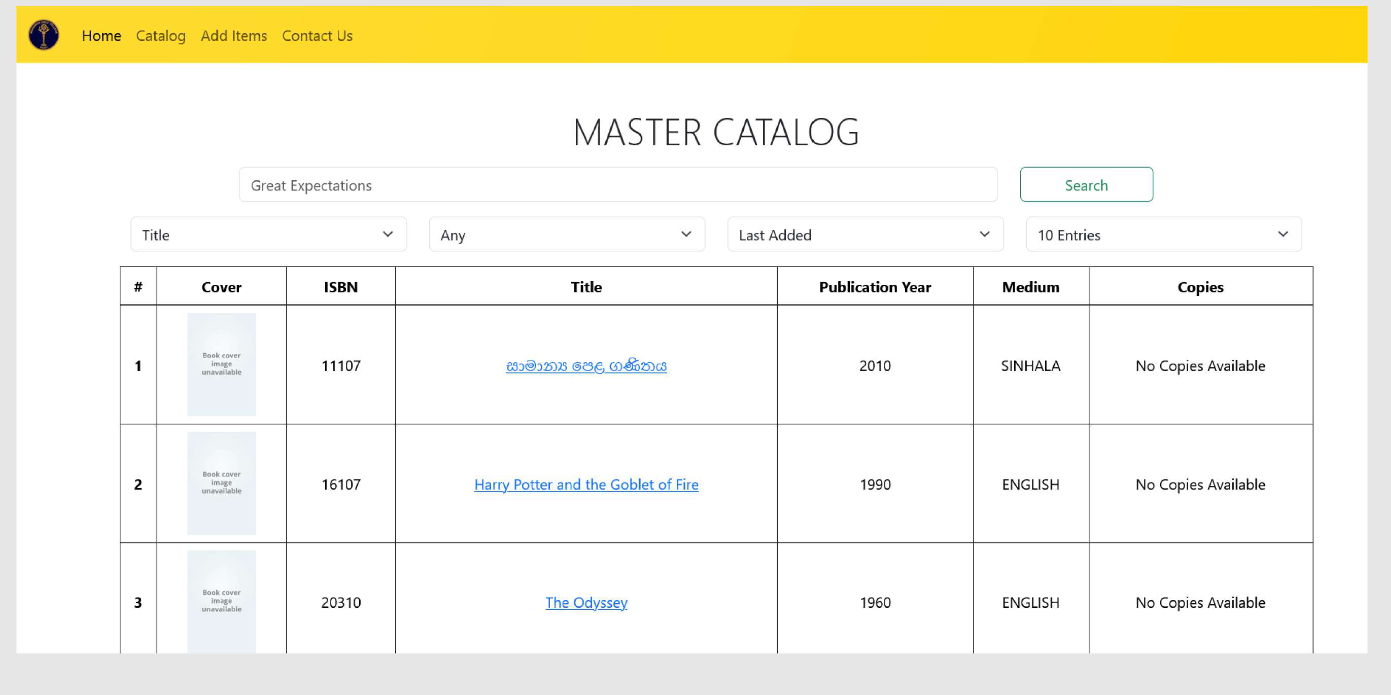 Home Catalog Add Items Contact Us
MASTER CATALOG
Great Expectations Search
Title Any Last Added 10 Entries
# Cover ISBN Title Publication Year Medium Copies
1 Book cover image unavailable 11107 සාමාන්‍ය පෙළ ගණිතය 2010 SINHALA No Copies Available
2 Book cover image unavailable 16107 Harry Potter and the Goblet of Fire 1990 ENGLISH No Copies Available
3 Book cover image unavailable 20310 The Odyssey 1960 ENGLISH No Copies Available